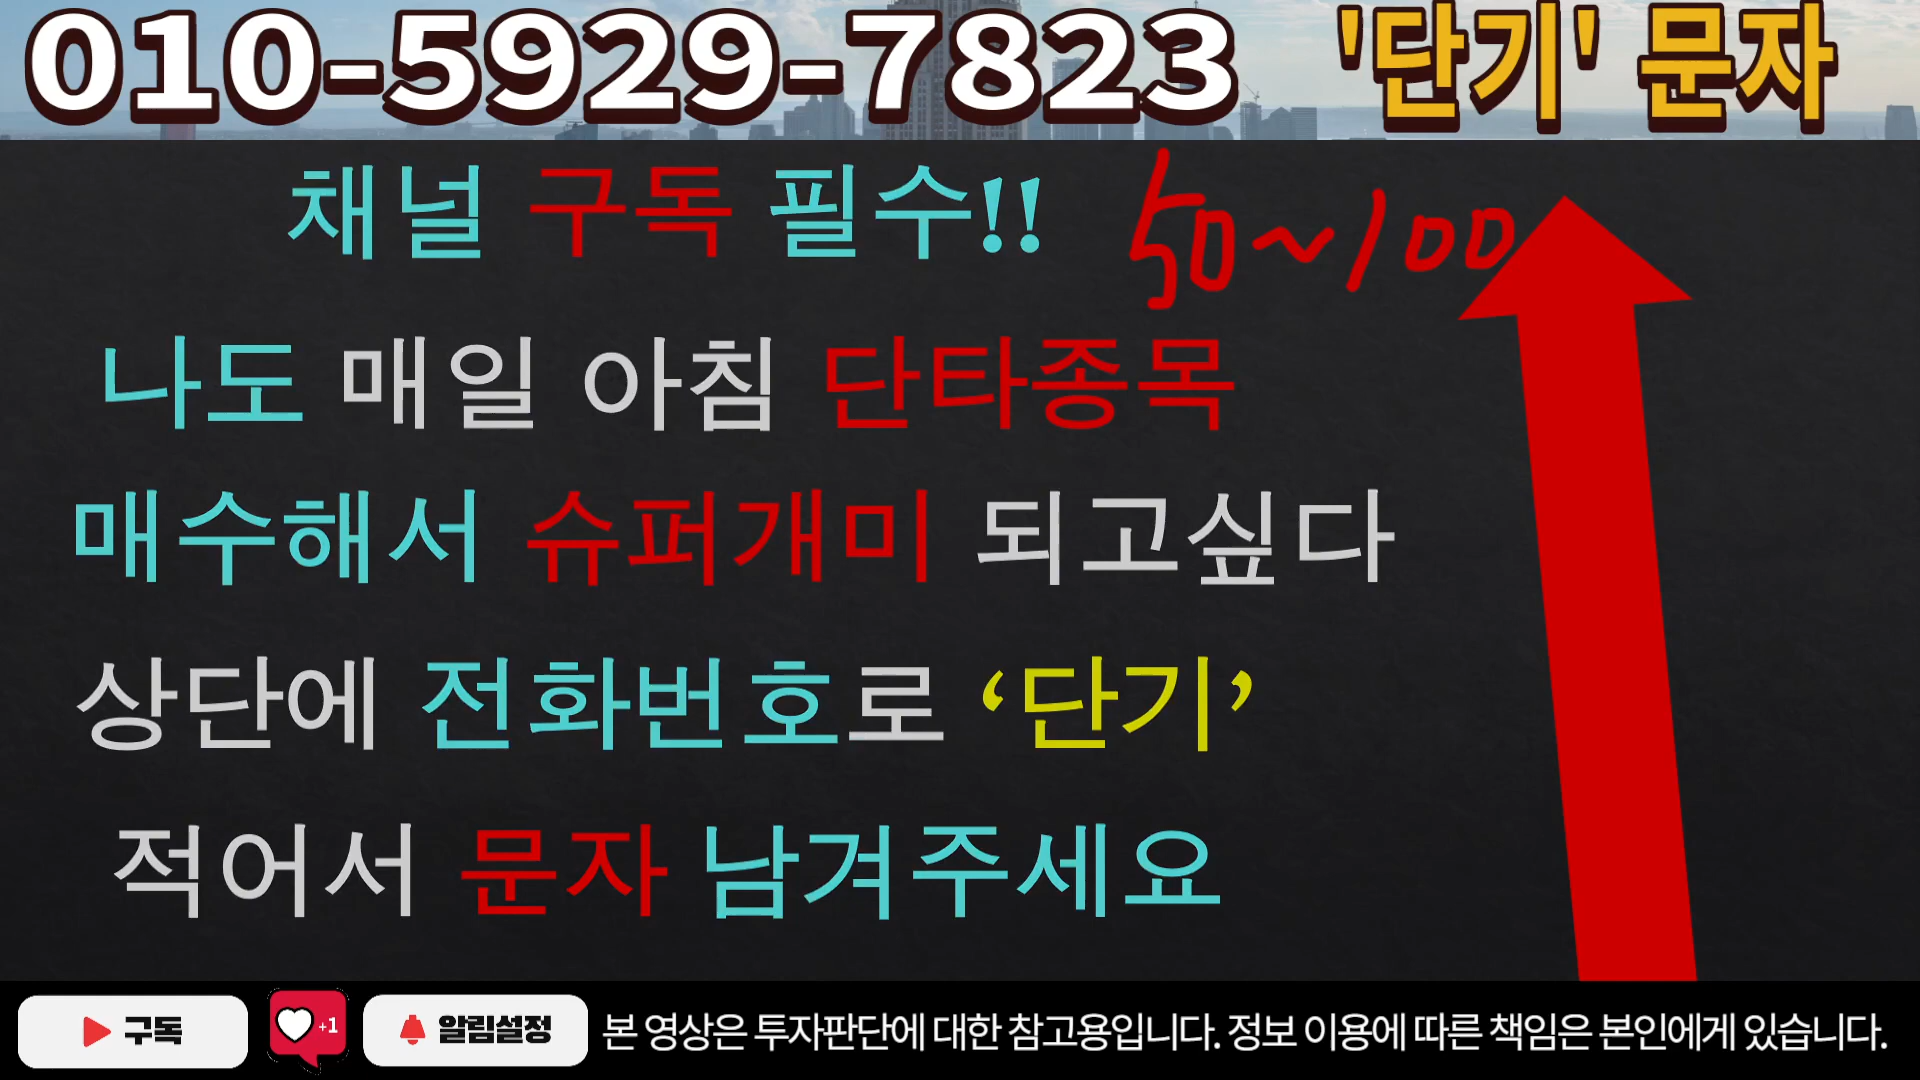 010-5929-7823 '단기' 문자
채널 구독 필수!! 50~100
나도 매일 아침 단타종목
매수해서 슈퍼개미 되고싶다
상단에 전화번호로 ‘단기’
적어서 문자 남겨주세요
구독 +1 알림설정 본 영상은 투자판단에 대한 참고용입니다. 정보 이용에 따른 책임은 본인에게 있습니다.